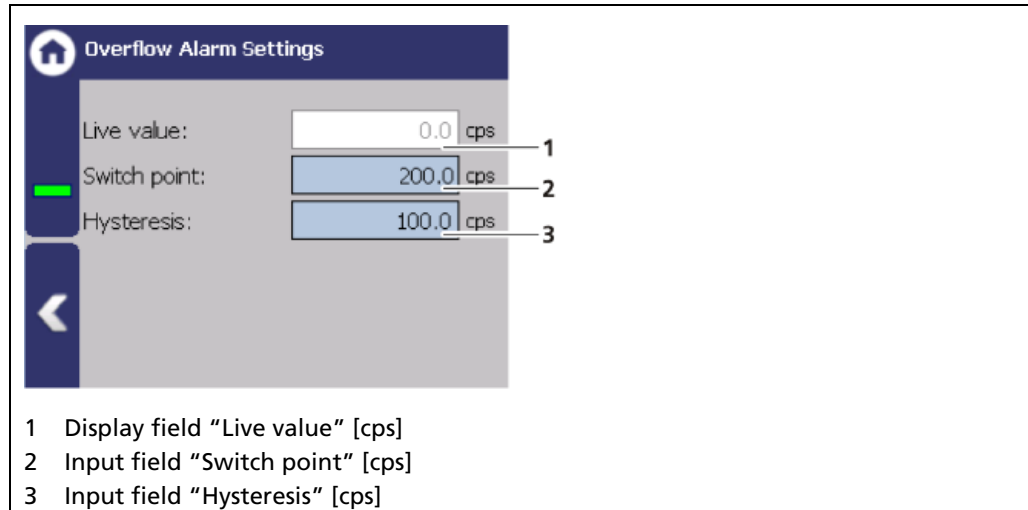 Overflow Alarm Settings
Live value: 0.0 cps 1
Switch point: 200.0 cps 2
Hysteresis: 100.0 cps 3
1 Display field “Live value” [cps]
2 Input field “Switch point” [cps]
3 Input field “Hysteresis” [cps]